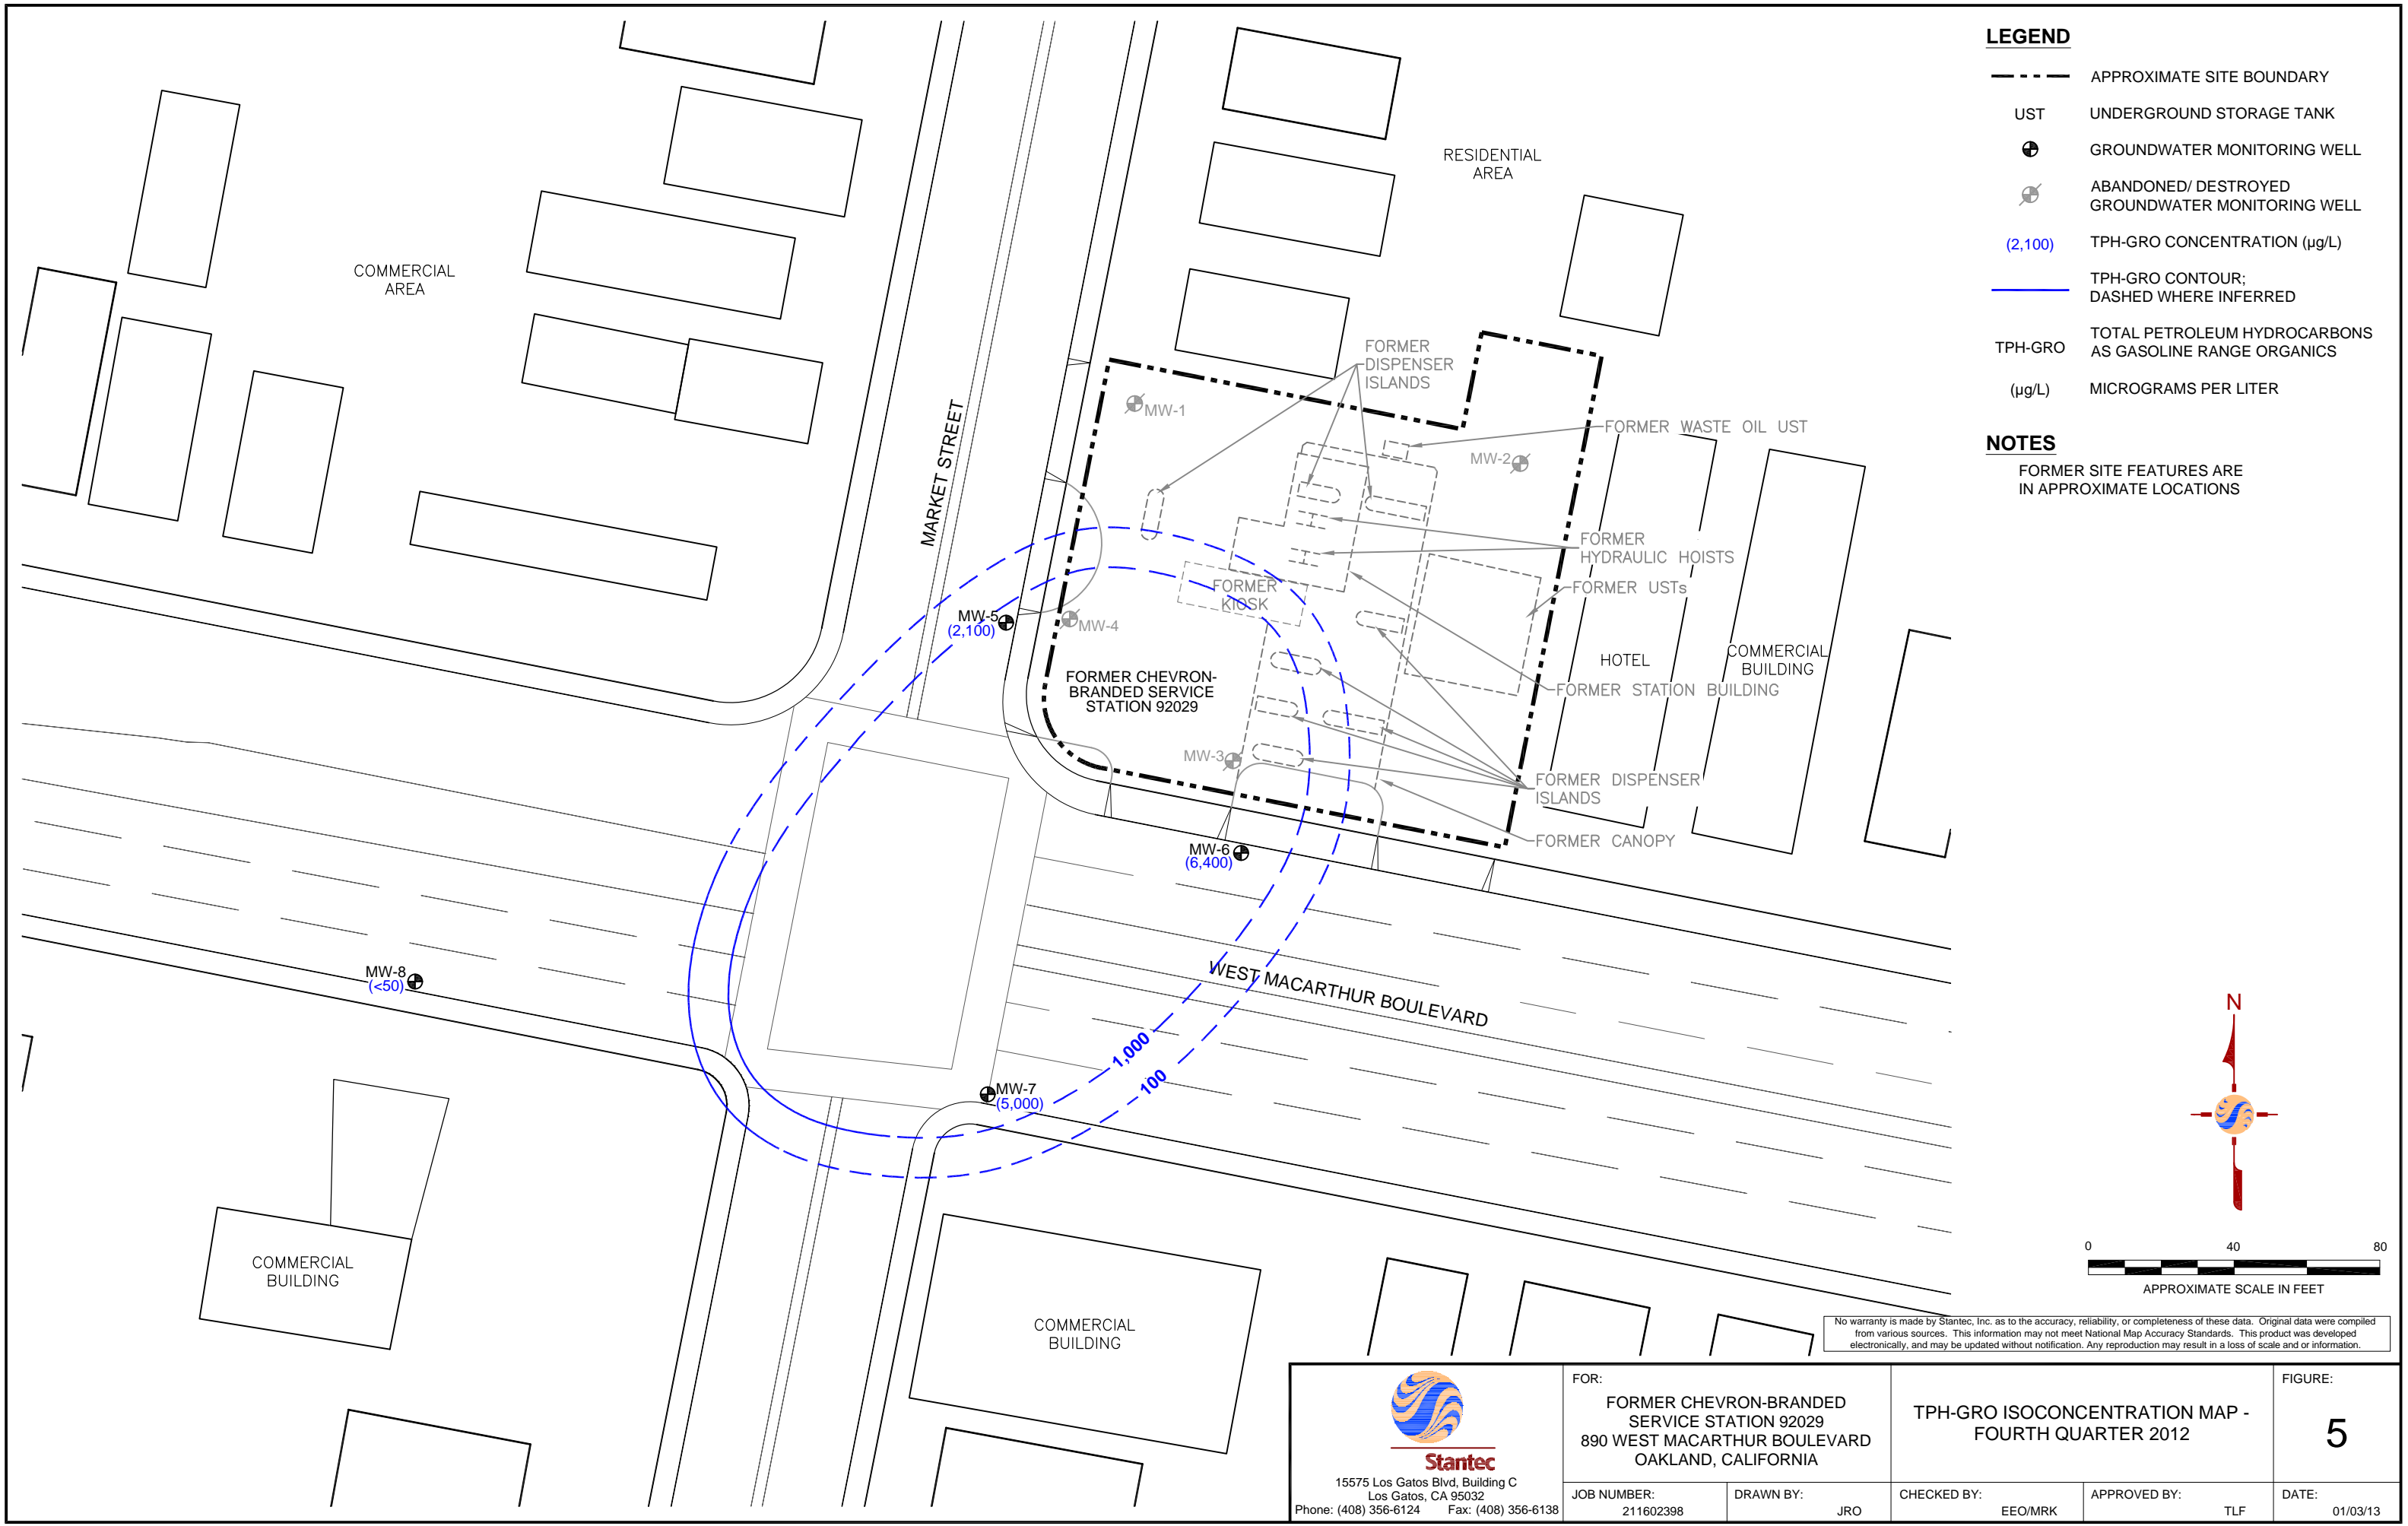 LEGEND
APPROXIMATE SITE BOUNDARY
UST UNDERGROUND STORAGE TANK
GROUNDWATER MONITORING WELL
ABANDONED/ DESTROYED
GROUNDWATER MONITORING WELL
(2,100) TPH-GRO CONCENTRATION (µg/L)
TPH-GRO CONTOUR;
DASHED WHERE INFERRED
TPH-GRO TOTAL PETROLEUM HYDROCARBONS
AS GASOLINE RANGE ORGANICS
(µg/L) MICROGRAMS PER LITER
NOTES
FORMER SITE FEATURES ARE
IN APPROXIMATE LOCATIONS
RESIDENTIAL
AREA
COMMERCIAL
AREA
MARKET STREET
FORMER
DISPENSER
ISLANDS
MW-1
FORMER WASTE OIL UST
MW-2
FORMER
HYDRAULIC HOISTS
FORMER USTs
FORMER
KIOSK
MW-5
(2,100)
MW-4
HOTEL
COMMERCIAL
BUILDING
FORMER CHEVRON-
BRANDED SERVICE
STATION 92029
FORMER STATION BUILDING
MW-3
FORMER DISPENSER
ISLANDS
FORMER CANOPY
MW-6
(6,400)
MW-8
(<50)
WEST MACARTHUR BOULEVARD
1,000
100
MW-7
(5,000)
COMMERCIAL
BUILDING
COMMERCIAL
BUILDING
N
0 40 80
APPROXIMATE SCALE IN FEET
No warranty is made by Stantec, Inc. as to the accuracy, reliability, or completeness of these data. Original data were compiled
from various sources. This information may not meet National Map Accuracy Standards. This product was developed
electronically, and may be updated without notification. Any reproduction may result in a loss of scale and or information.
Stantec
15575 Los Gatos Blvd, Building C
Los Gatos, CA 95032
Phone: (408) 356-6124 Fax: (408) 356-6138
FOR:
FORMER CHEVRON-BRANDED
SERVICE STATION 92029
890 WEST MACARTHUR BOULEVARD
OAKLAND, CALIFORNIA
TPH-GRO ISOCONCENTRATION MAP -
FOURTH QUARTER 2012
FIGURE:
5
JOB NUMBER:
211602398
DRAWN BY:
JRO
CHECKED BY:
EEO/MRK
APPROVED BY:
TLF
DATE:
01/03/13